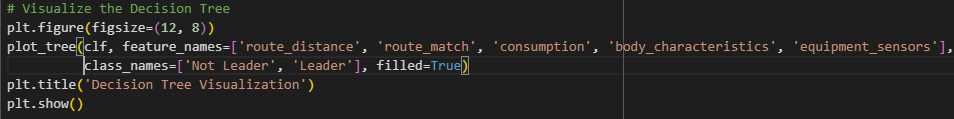 # Visualize the Decision Tree
plt.figure(figsize=(12, 8))
plot_tree(clf, feature_names=['route_distance', 'route_match', 'consumption', 'body_characteristics', 'equipment_sensors'],
          class_names=['Not Leader', 'Leader'], filled=True)
plt.title('Decision Tree Visualization')
plt.show()